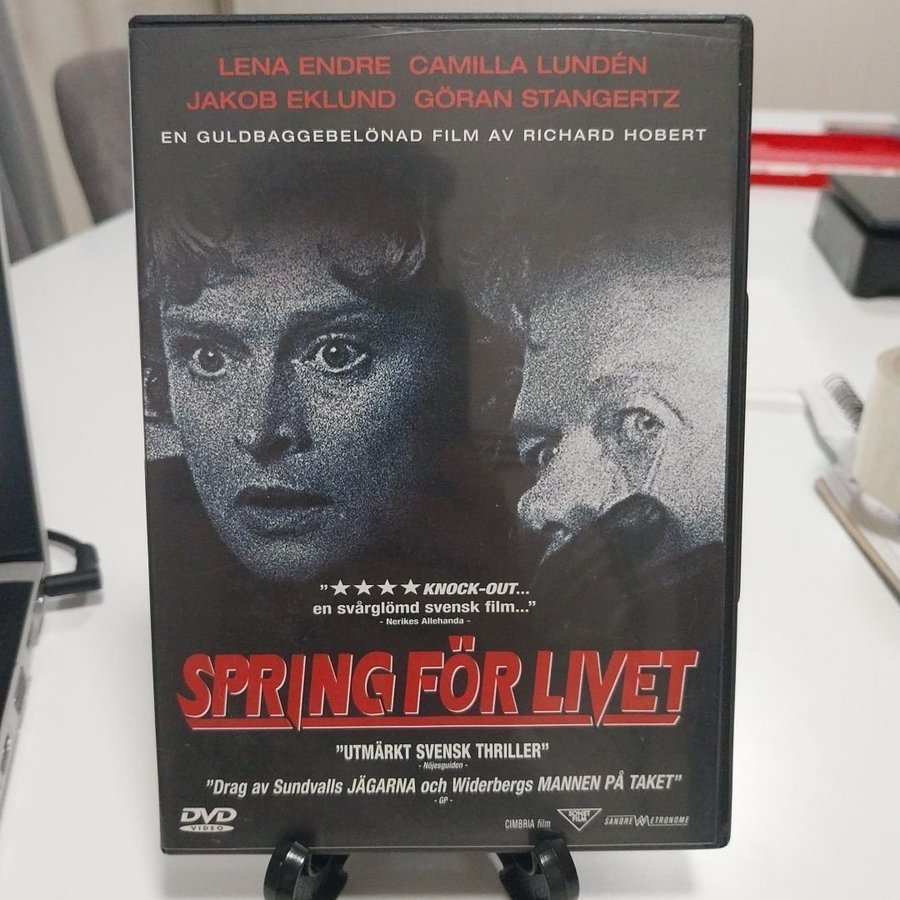 LENA ENDRE CAMILLA LUNDÉN
JAKOB EKLUND GÖRAN STANGERTZ
EN GULDBAGGEBELÖNAD FILM AV RICHARD HOBERT
”★★★★KNOCK-OUT...
en svårglömd svensk film...”
- Nerikes Allehanda -
SPRING FÖR LIVET
”UTMÄRKT SVENSK THRILLER”
- Nöjesguiden -
”Drag av Sundvalls JÄGARNA och Widerbergs MANNEN PÅ TAKET”
- GP -
DVD
VIDEO
CIMBRIA film
SONET FILM
SANDREW METRONOME